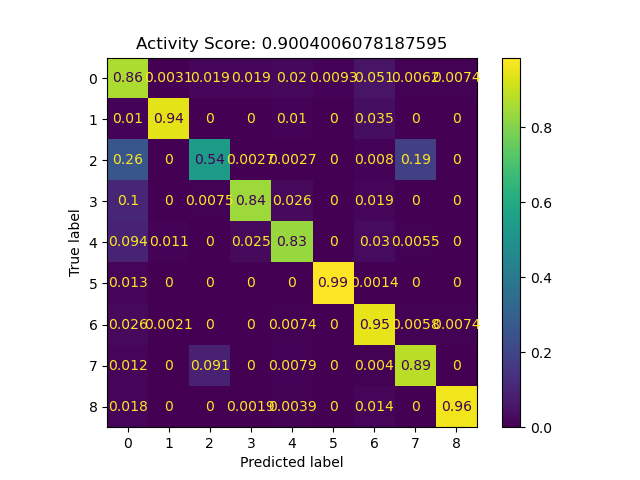 Activity Score: 0.9004006078187595
0 0.86 0.0031 0.019 0.019 0.02 0.0093 0.051 0.0062 0.0074
1 0.01 0.94 0 0 0.01 0 0.035 0 0
2 0.26 0 0.54 0.0027 0.0027 0 0.008 0.19 0
3 0.1 0 0.0075 0.84 0.026 0 0.019 0 0
4 0.094 0.011 0 0.025 0.83 0 0.03 0.0055 0
5 0.013 0 0 0 0 0.99 0.0014 0 0
6 0.026 0.0021 0 0 0.0074 0 0.95 0.0058 0.0074
7 0.012 0 0.091 0 0.0079 0 0.004 0.89 0
8 0.018 0 0 0.0019 0.0039 0 0.014 0 0.96
0 1 2 3 4 5 6 7 8
Predicted label
True label
0.8
0.6
0.4
0.2
0.0